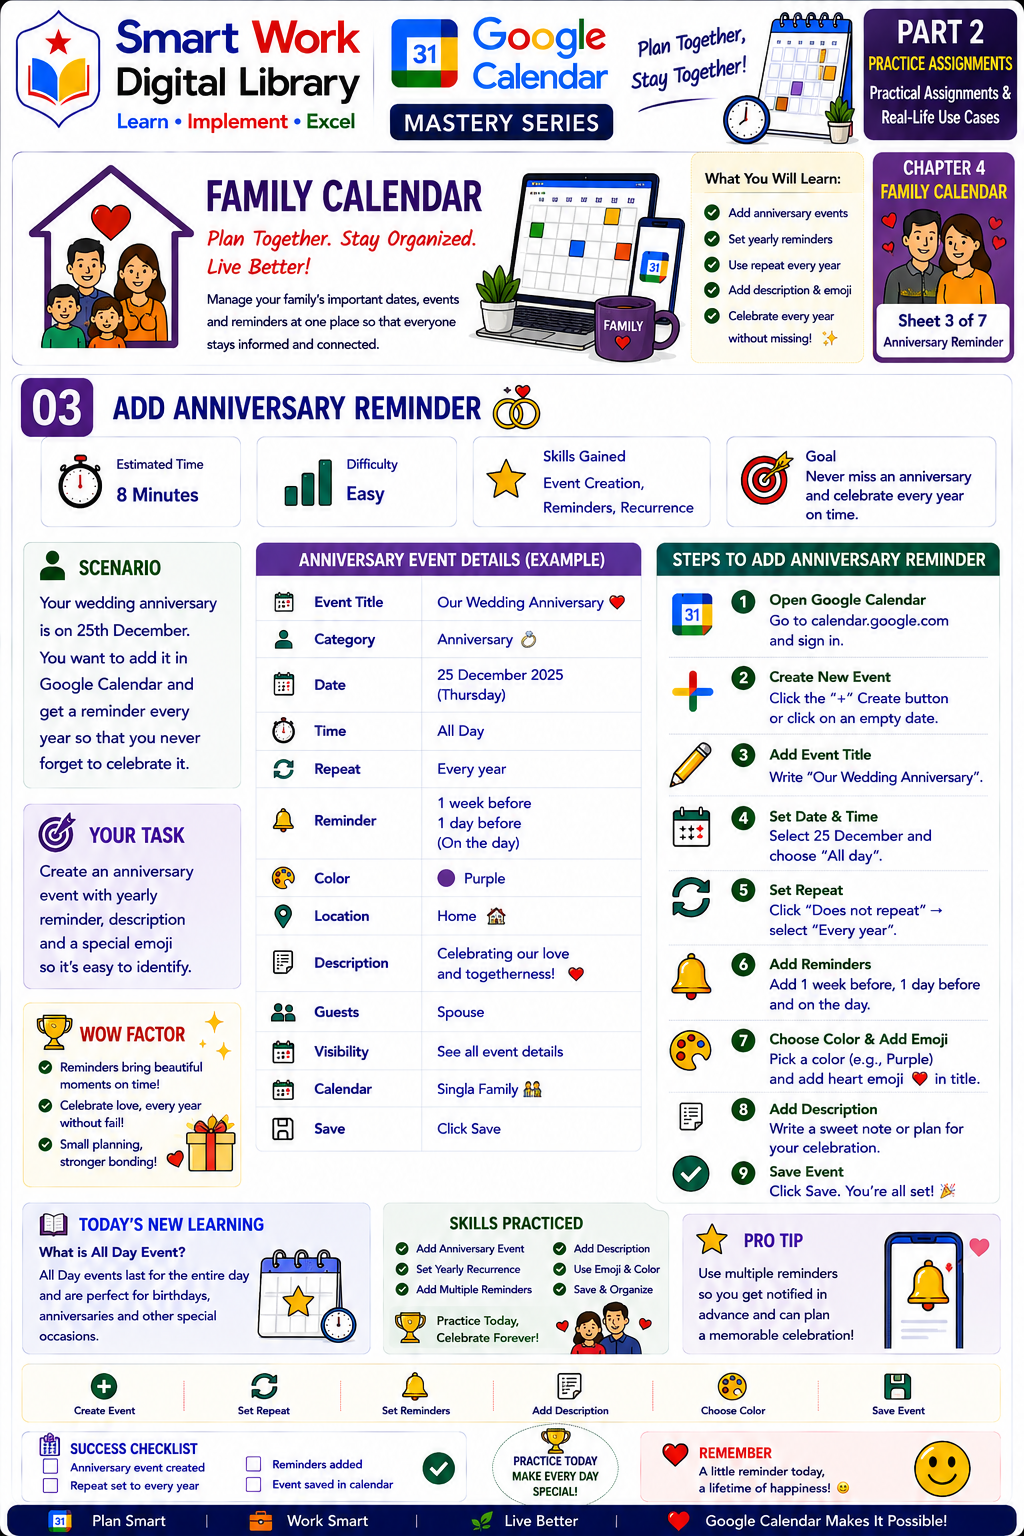 Smart Work
Digital Library
Learn • Implement • Excel
31
Google
Calendar
MASTERY SERIES
Plan Together,
Stay Together!
PART 2
PRACTICE ASSIGNMENTS
Practical Assignments &
Real-Life Use Cases
FAMILY CALENDAR
Plan Together. Stay Organized.
Live Better!
Manage your family's important dates, events
and reminders at one place so that everyone
stays informed and connected.
31
FAMILY
What You Will Learn:
Add anniversary events
Set yearly reminders
Use repeat every year
Add description & emoji
Celebrate every year
without missing! ✨
CHAPTER 4
FAMILY CALENDAR
Sheet 3 of 7
Anniversary Reminder
03
ADD ANNIVERSARY REMINDER
Estimated Time
8 Minutes
Difficulty
Easy
Skills Gained
Event Creation,
Reminders, Recurrence
Goal
Never miss an anniversary
and celebrate every year
on time.
SCENARIO
Your wedding anniversary
is on 25th December.
You want to add it in
Google Calendar and
get a reminder every
year so that you never
forget to celebrate it.
YOUR TASK
Create an anniversary
event with yearly
reminder, description
and a special emoji
so it's easy to identify.
WOW FACTOR
Reminders bring beautiful
moments on time!
Celebrate love, every year
without fail!
Small planning,
stronger bonding!
ANNIVERSARY EVENT DETAILS (EXAMPLE)
Event Title Our Wedding Anniversary ❤️
Category Anniversary 💍
Date 25 December 2025
(Thursday)
Time All Day
Repeat Every year
Reminder 1 week before
1 day before
(On the day)
Color Purple
Location Home 🏠
Description Celebrating our love
and togetherness! ❤️
Guests Spouse
Visibility See all event details
Calendar Singla Family 👨‍👩‍👧‍👦
Save Click Save
STEPS TO ADD ANNIVERSARY REMINDER
31
1 Open Google Calendar
Go to calendar.google.com
and sign in.
2 Create New Event
Click the "+" Create button
or click on an empty date.
3 Add Event Title
Write "Our Wedding Anniversary".
4 Set Date & Time
Select 25 December and
choose "All day".
5 Set Repeat
Click "Does not repeat" →
select "Every year".
6 Add Reminders
Add 1 week before, 1 day before
and on the day.
7 Choose Color & Add Emoji
Pick a color (e.g., Purple)
and add heart emoji ❤️ in title.
8 Add Description
Write a sweet note or plan for
your celebration.
9 Save Event
Click Save. You're all set! 🎉
TODAY'S NEW LEARNING
What is All Day Event?
All Day events last for the entire day
and are perfect for birthdays,
anniversaries and other special
occasions.
SKILLS PRACTICED
Add Anniversary Event
Set Yearly Recurrence
Add Multiple Reminders
Add Description
Use Emoji & Color
Save & Organize
Practice Today,
Celebrate Forever!
PRO TIP
Use multiple reminders
so you get notified in
advance and can plan
a memorable celebration!
Create Event
Set Repeat
Set Reminders
Add Description
Choose Color
Save Event
SUCCESS CHECKLIST
Anniversary event created
Repeat set to every year
Reminders added
Event saved in calendar
PRACTICE TODAY
MAKE EVERY DAY
SPECIAL!
REMEMBER
A little reminder today,
a lifetime of happiness! 😊
31 Plan Smart | Work Smart | Live Better | Google Calendar Makes It Possible!